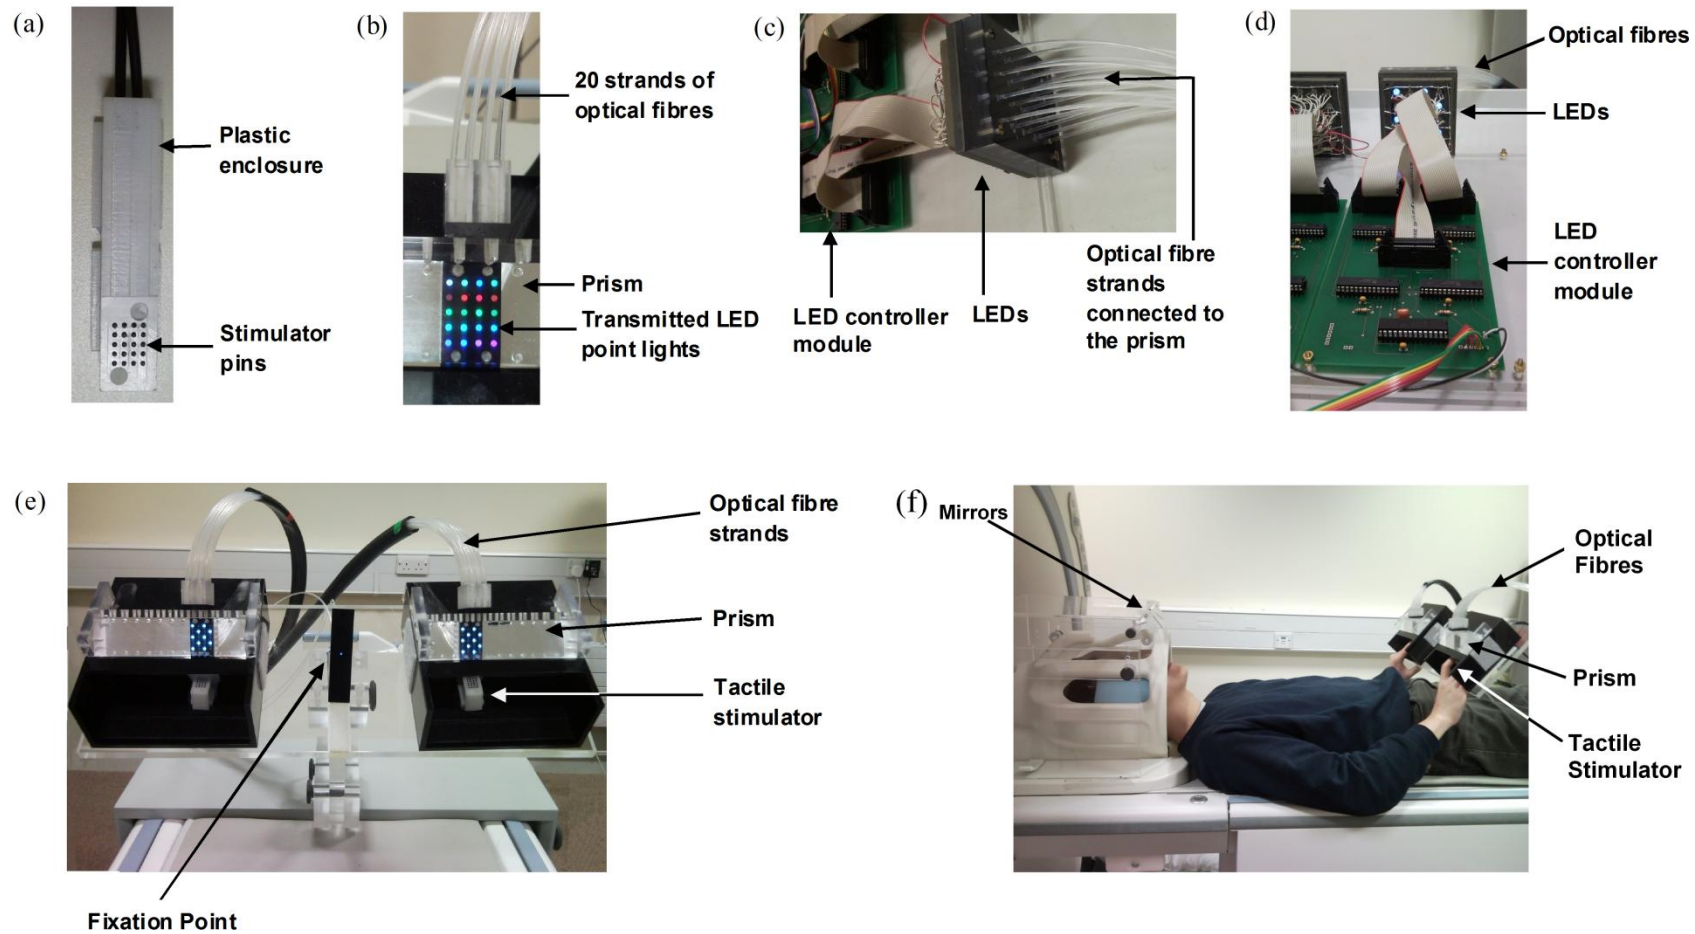 (a)
Plastic
enclosure
Stimulator
pins
(b)
20 strands of
optical fibres
Prism
Transmitted LED
point lights
(c)
LED controller
module
LEDs
Optical fibre
strands
connected to
the prism
(d)
Optical fibres
LEDs
LED
controller
module
(e)
Optical fibre
strands
Prism
Tactile
stimulator
Fixation Point
(f)
Mirrors
Optical
Fibres
Prism
Tactile
Stimulator